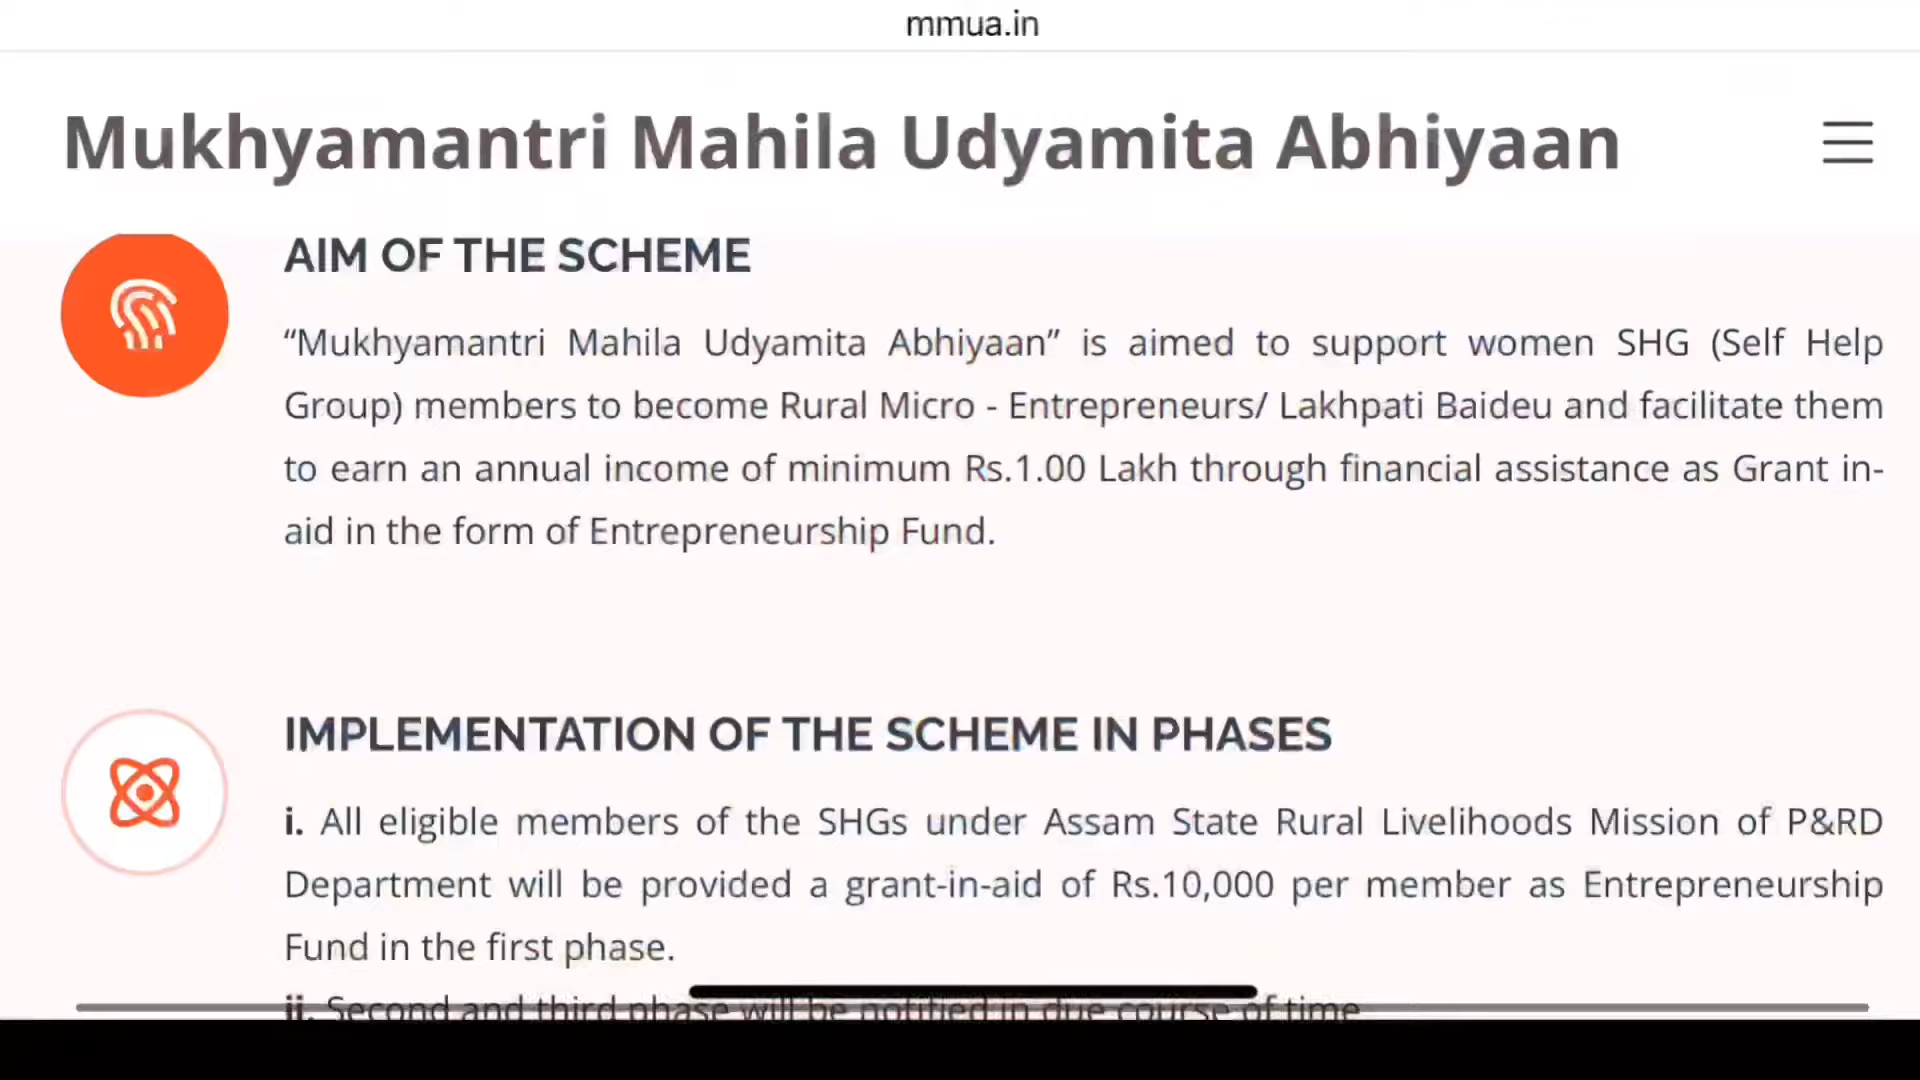 mmua.in
Mukhyamantri Mahila Udyamita Abhiyaan
AIM OF THE SCHEME
“Mukhyamantri Mahila Udyamita Abhiyaan” is aimed to support women SHG (Self Help
Group) members to become Rural Micro - Entrepreneurs/ Lakhpati Baideu and facilitate them
to earn an annual income of minimum Rs.1.00 Lakh through financial assistance as Grant in-
aid in the form of Entrepreneurship Fund.
IMPLEMENTATION OF THE SCHEME IN PHASES
i. All eligible members of the SHGs under Assam State Rural Livelihoods Mission of P&RD
Department will be provided a grant-in-aid of Rs.10,000 per member as Entrepreneurship
Fund in the first phase.
ii. Second and third phase will be notified in due course of time